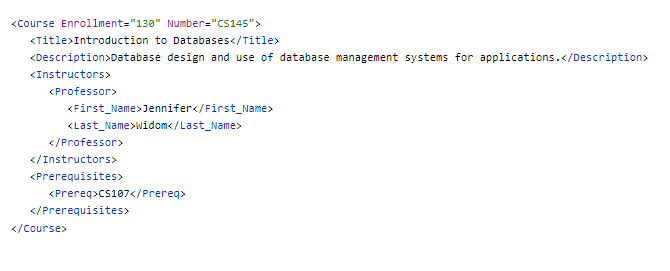 <Course Enrollment="130" Number="CS145">
<Title>Introduction to Databases</Title>
<Description>Database design and use of database management systems for applications.</Description>
<Instructors>
<Professor>
<First_Name>Jennifer</First_Name>
<Last_Name>Widom</Last_Name>
</Professor>
</Instructors>
<Prerequisites>
<Prereq>CS107</Prereq>
</Prerequisites>
</Course>